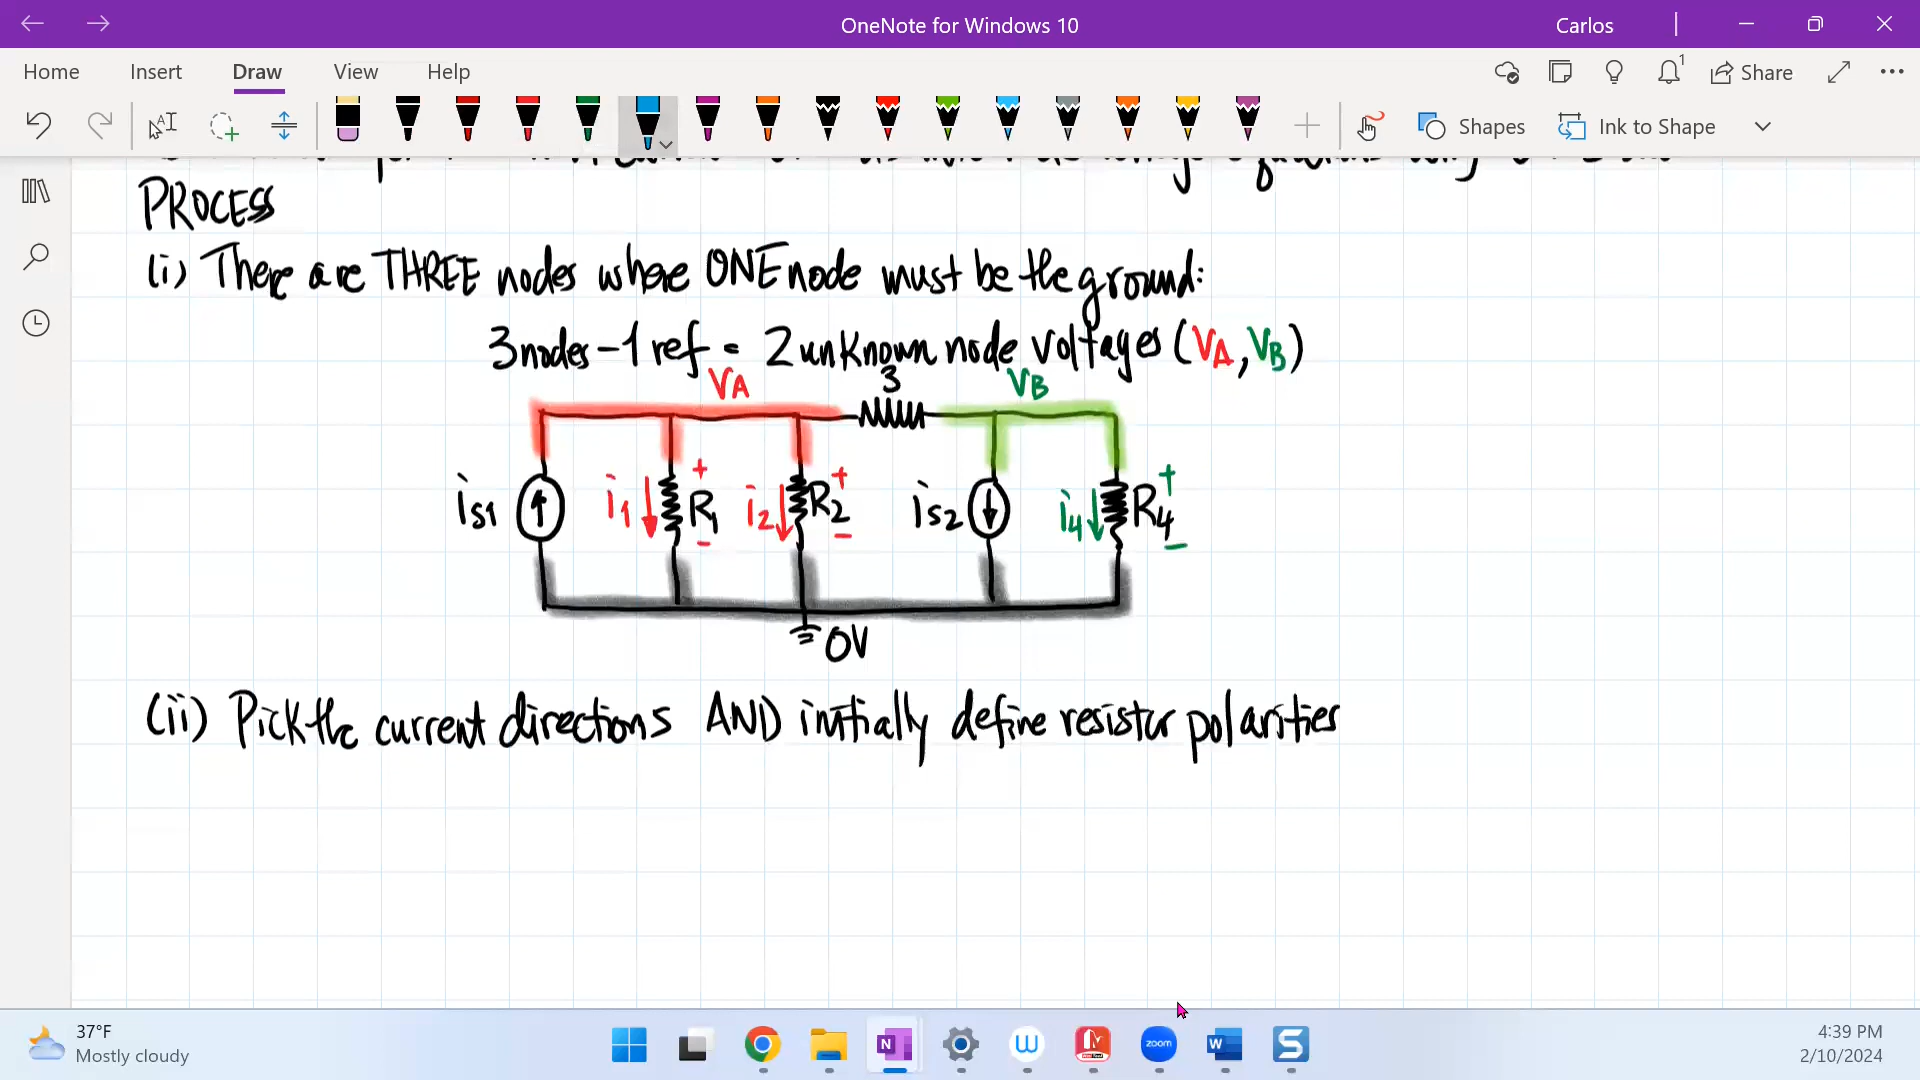 OneNote for Windows 10
Carlos
Home Insert Draw View Help
1
Share
Shapes
Ink to Shape
PROCESS
(i) There are THREE nodes where ONE node must be the ground:
3 nodes - 1 ref = 2 unknown node voltages (VA, VB)
VA
3
VB
is1
i1
+
R1
-
i2
+
R2
-
is2
i4
+
R4
-
0V
(ii) Pick the current directions AND initially define resistor polarities
37°F
Mostly cloudy
zoom
4:39 PM
2/10/2024